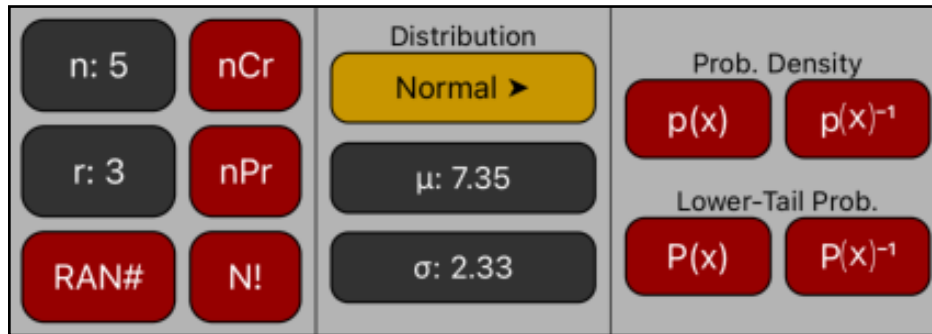 n: 5
nCr
r: 3
nPr
RAN#
N!
Distribution
Normal ➤
μ: 7.35
σ: 2.33
Prob. Density
p(x)
p(x)⁻¹
Lower-Tail Prob.
P(x)
P(x)⁻¹